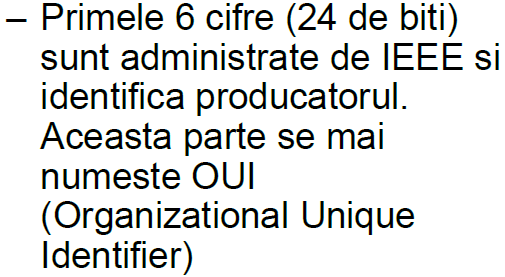 – Primele 6 cifre (24 de biti)
sunt administrate de IEEE si
identifica producatorul.
Aceasta parte se mai
numeste OUI
(Organizational Unique
Identifier)